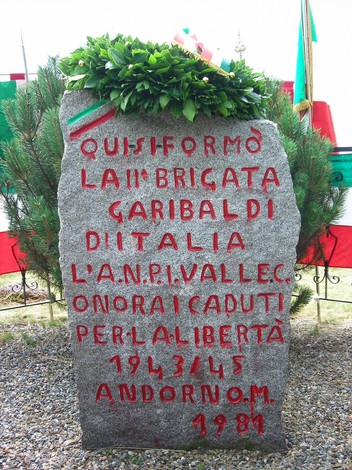 QUI·SI·FORMÒ
LA IIª BRIGATA
GARIBALDI
D'ITALIA
L'A.N.P.I. VALLE C.
ONORA I CADUTI
PER·LA·LIBERTÀ
1943/45
ANDORNO.M.
1981